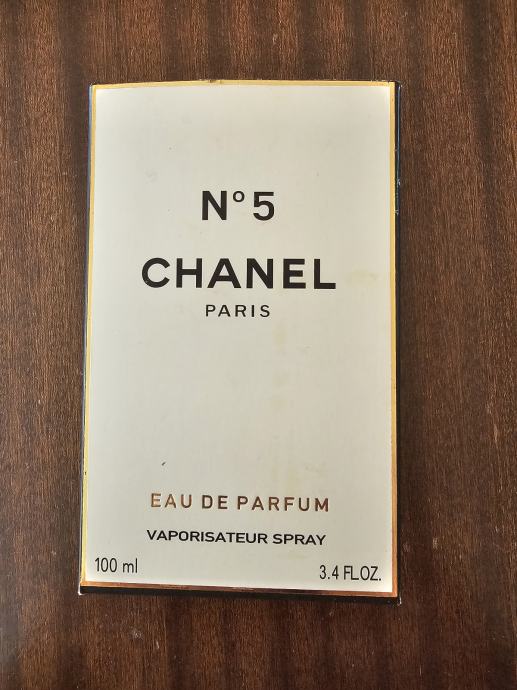 N° 5
CHANEL
PARIS
EAU DE PARFUM
VAPORISATEUR SPRAY
100 ml 3.4 FL.OZ.